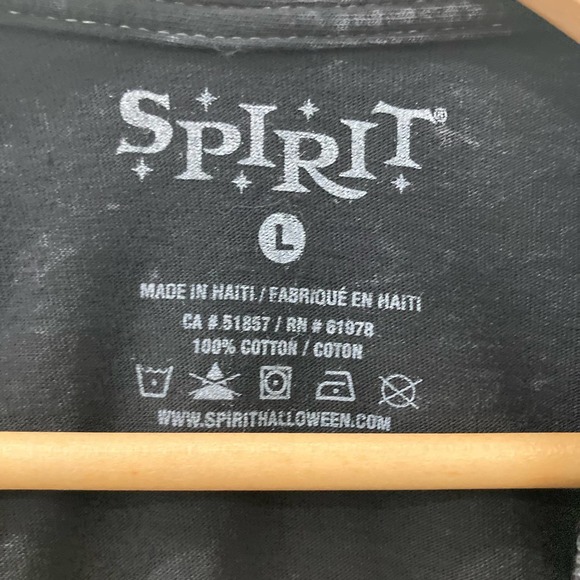 SPIRIT®
L
MADE IN HAITI / FABRIQUÉ EN HAITI
CA # 51857 / RN # 61978
100% COTTON / COTON
WWW.SPIRITHALLOWEEN.COM